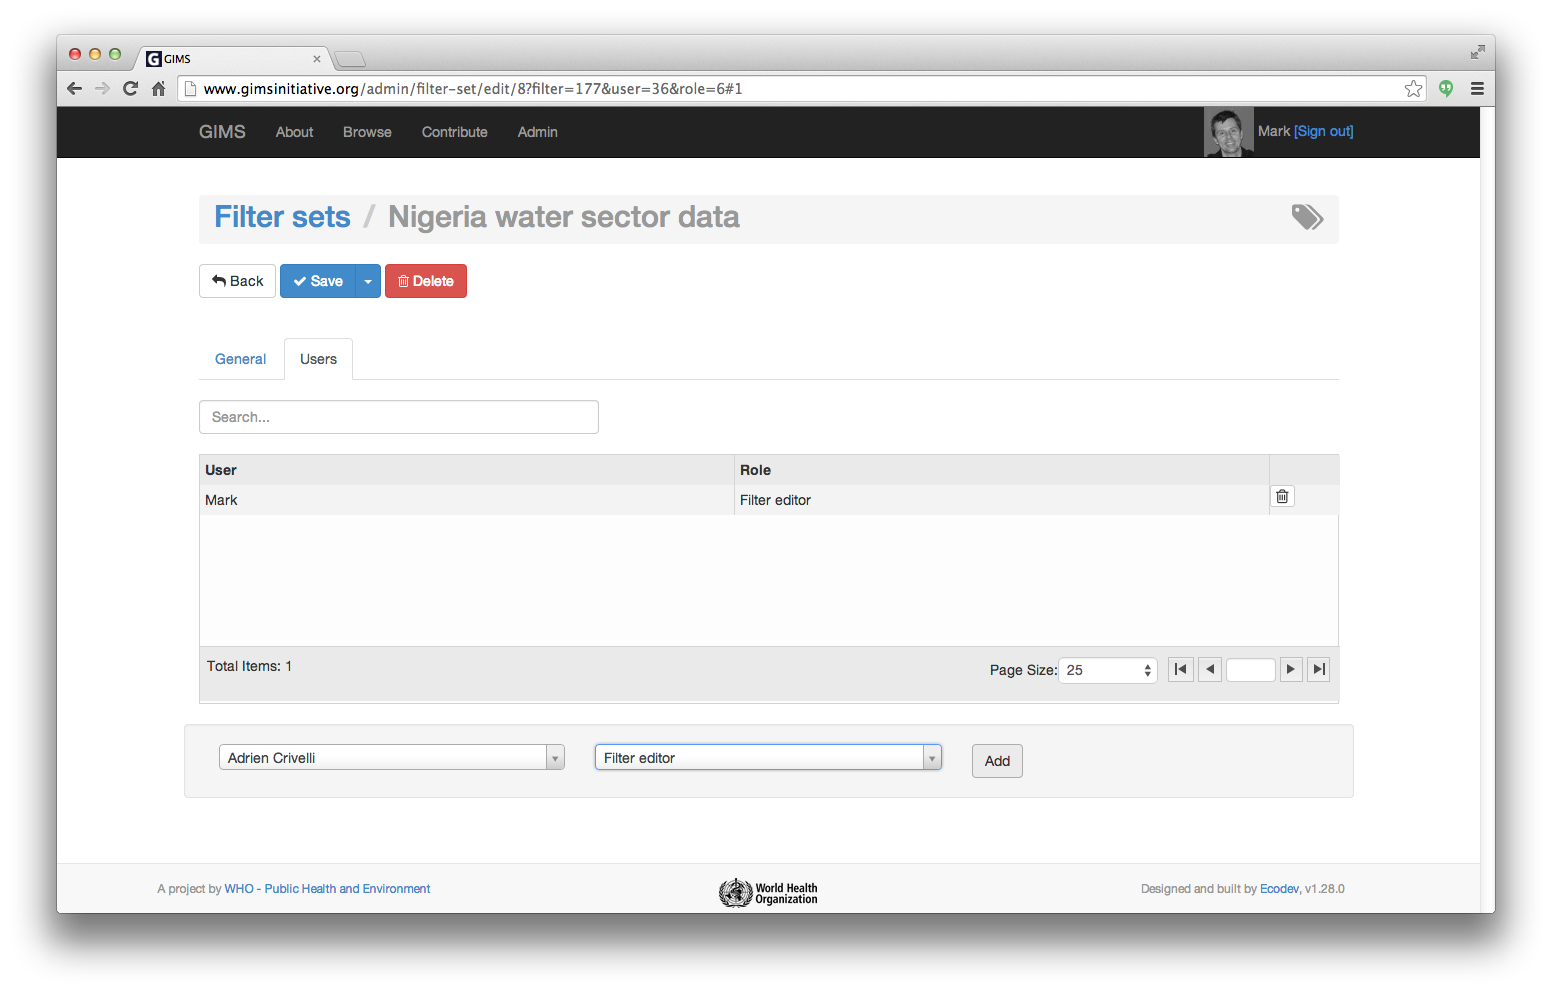 GIMS
www.gimsinitiative.org/admin/filter-set/edit/8?filter=177&user=36&role=6#1
GIMS About Browse Contribute Admin Mark [Sign out]
Filter sets / Nigeria water sector data
Back Save Delete
General Users
Search...
User Role
Mark Filter editor
Total Items: 1 Page Size: 25
Adrien Crivelli Filter editor Add
A project by WHO - Public Health and Environment World Health Organization Designed and built by Ecodev, v1.28.0